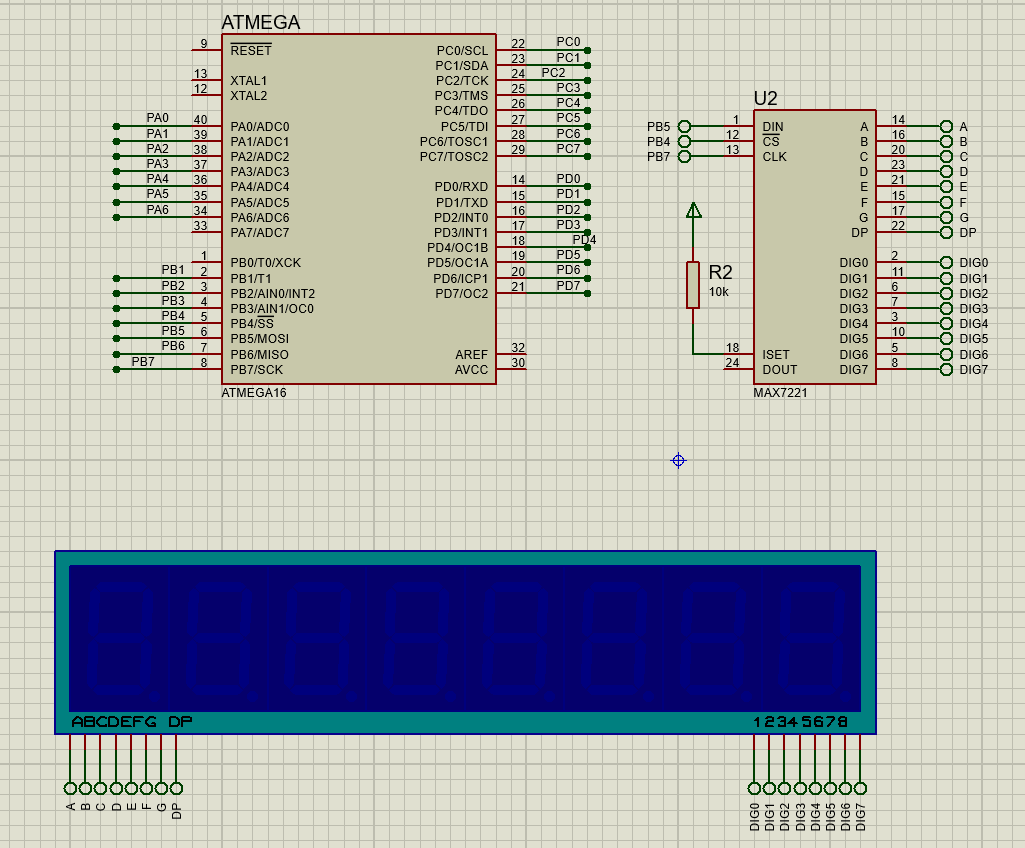 ATMEGA
9 RESET PC0/SCL 22 PC0
PC1/SDA 23 PC1
13 XTAL1 PC2/TCK 24 PC2
12 XTAL2 PC3/TMS 25 PC3
PC4/TDO 26 PC4
PA0 40 PA0/ADC0 PC5/TDI 27 PC5
PA1 39 PA1/ADC1 PC6/TOSC1 28 PC6
PA2 38 PA2/ADC2 PC7/TOSC2 29 PC7
PA3 37 PA3/ADC3
PA4 36 PA4/ADC4 PD0/RXD 14 PD0
PA5 35 PA5/ADC5 PD1/TXD 15 PD1
PA6 34 PA6/ADC6 PD2/INT0 16 PD2
33 PA7/ADC7 PD3/INT1 17 PD3
PD4/OC1B 18 PD4
1 PB0/T0/XCK PD5/OC1A 19 PD5
PB1 2 PB1/T1 PD6/ICP1 20 PD6
PB2 3 PB2/AIN0/INT2 PD7/OC2 21 PD7
PB3 4 PB3/AIN1/OC0
PB4 5 PB4/SS
PB5 6 PB5/MOSI
PB6 7 PB6/MISO AREF 32
PB7 8 PB7/SCK AVCC 30
ATMEGA16
U2
PB5 1 DIN A 14 A
PB4 12 CS B 16 B
PB7 13 CLK C 20 C
D 23 D
E 21 E
F 15 F
G 17 G
DP 22 DP
DIG0 2 DIG0
DIG1 11 DIG1
DIG2 6 DIG2
DIG3 7 DIG3
DIG4 3 DIG4
DIG5 10 DIG5
18 ISET DIG6 5 DIG6
24 DOUT DIG7 8 DIG7
MAX7221
R2
10k
ABCDEFG DP 12345678
A B C D E F G DP DIG0 DIG1 DIG2 DIG3 DIG4 DIG5 DIG6 DIG7